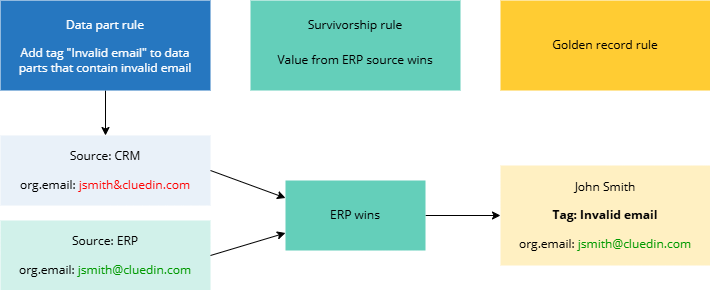 Data part rule
Add tag "Invalid email" to data
parts that contain invalid email
Survivorship rule
Value from ERP source wins
Golden record rule
Source: CRM
org.email: jsmith&cluedin.com
Source: ERP
org.email: jsmith@cluedin.com
ERP wins
John Smith
Tag: Invalid email
org.email: jsmith@cluedin.com